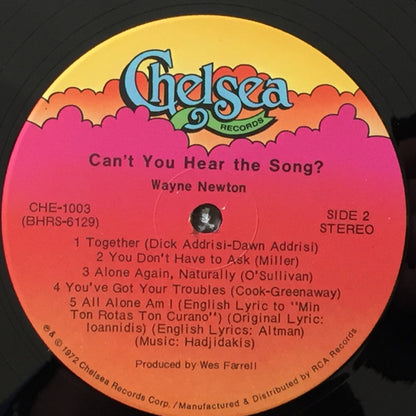 Chelsea
RECORDS
Can't You Hear the Song?
Wayne Newton
CHE-1003
(BHRS-6129)
SIDE 2
STEREO
1 Together (Dick Addrisi-Dawn Addrisi)
2 You Don't Have to Ask (Miller)
3 Alone Again, Naturally (O'Sullivan)
4 You've Got Your Troubles (Cook-Greenaway)
5 All Alone Am I (English Lyric to "Min
Ton Rotas Ton Curano") (Original Lyric:
Ioannidis) (English Lyrics: Altman)
(Music: Hadjidakis)
Produced by Wes Farrell
℗ & © 1972 Chelsea Records Corp. / Manufactured & Distributed by RCA Records